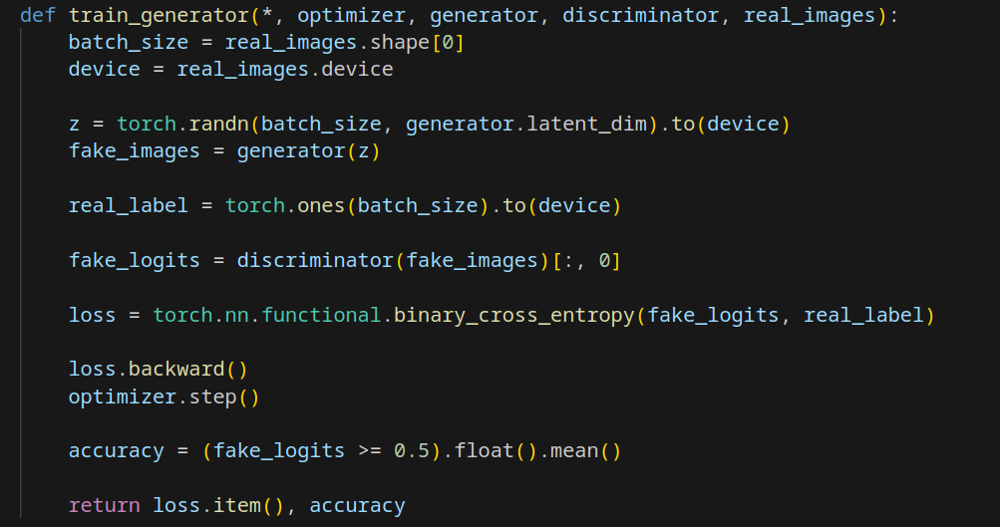 def train_generator(*, optimizer, generator, discriminator, real_images):
    batch_size = real_images.shape[0]
    device = real_images.device

    z = torch.randn(batch_size, generator.latent_dim).to(device)
    fake_images = generator(z)

    real_label = torch.ones(batch_size).to(device)

    fake_logits = discriminator(fake_images)[:, 0]

    loss = torch.nn.functional.binary_cross_entropy(fake_logits, real_label)

    loss.backward()
    optimizer.step()

    accuracy = (fake_logits >= 0.5).float().mean()

    return loss.item(), accuracy